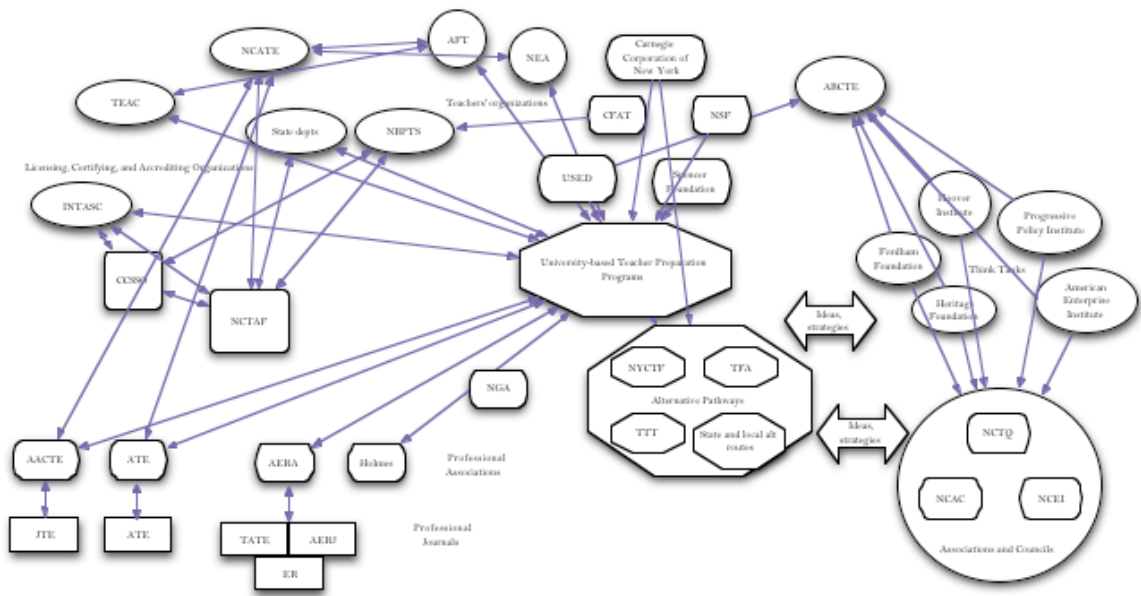 NCATE
AFT
NEA
Carnegie
Corporation of
New York
ABCTE
TEAC
Teachers' organizations
CFAT
NSF
State depts
NBPTS
Licensing, Certifying, and Accrediting Organizations
USED
Spencer
Foundation
INTASC
Hoover
Institute
Progressive
Policy Institute
CCSSO
University-based Teacher Preparation
Programs
Fordham
Foundation
Think Tanks
American
Enterprise
Institute
NCTAF
Heritage
Foundation
Ideas,
strategies
NYCTF
TFA
NGA
Alternative Pathways
TTT
State and local alt
routes
Ideas,
strategies
NCTQ
AACTE
ATE
AERA
Holmes
Professional
Associations
NCAC
NCEI
JTE
ATE
TATE
AERJ
Professional
Journals
ER
Associations and Councils